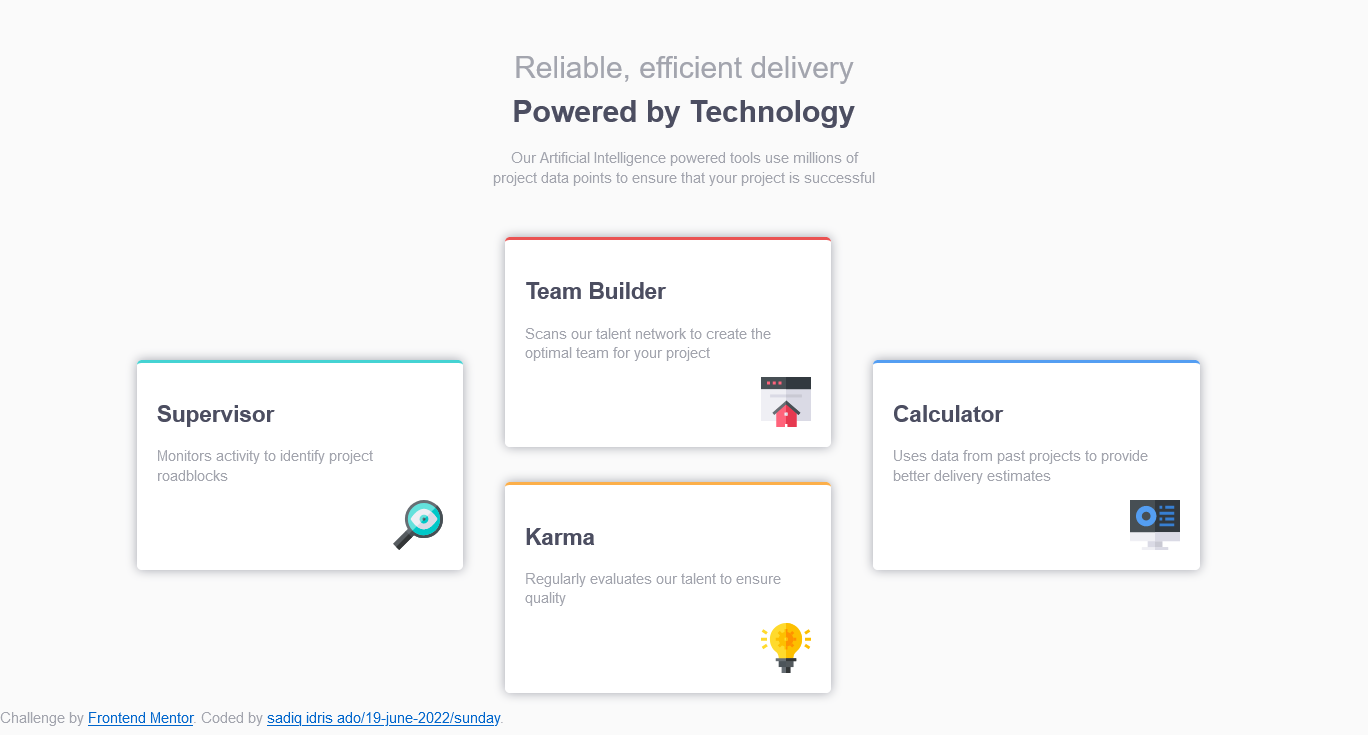 Reliable, efficient delivery
Powered by Technology
Our Artificial Intelligence powered tools use millions of
project data points to ensure that your project is successful
Team Builder
Scans our talent network to create the
optimal team for your project
Supervisor
Monitors activity to identify project
roadblocks
Calculator
Uses data from past projects to provide
better delivery estimates
Karma
Regularly evaluates our talent to ensure
quality
Challenge by Frontend Mentor. Coded by sadiq idris ado/19-june-2022/sunday.